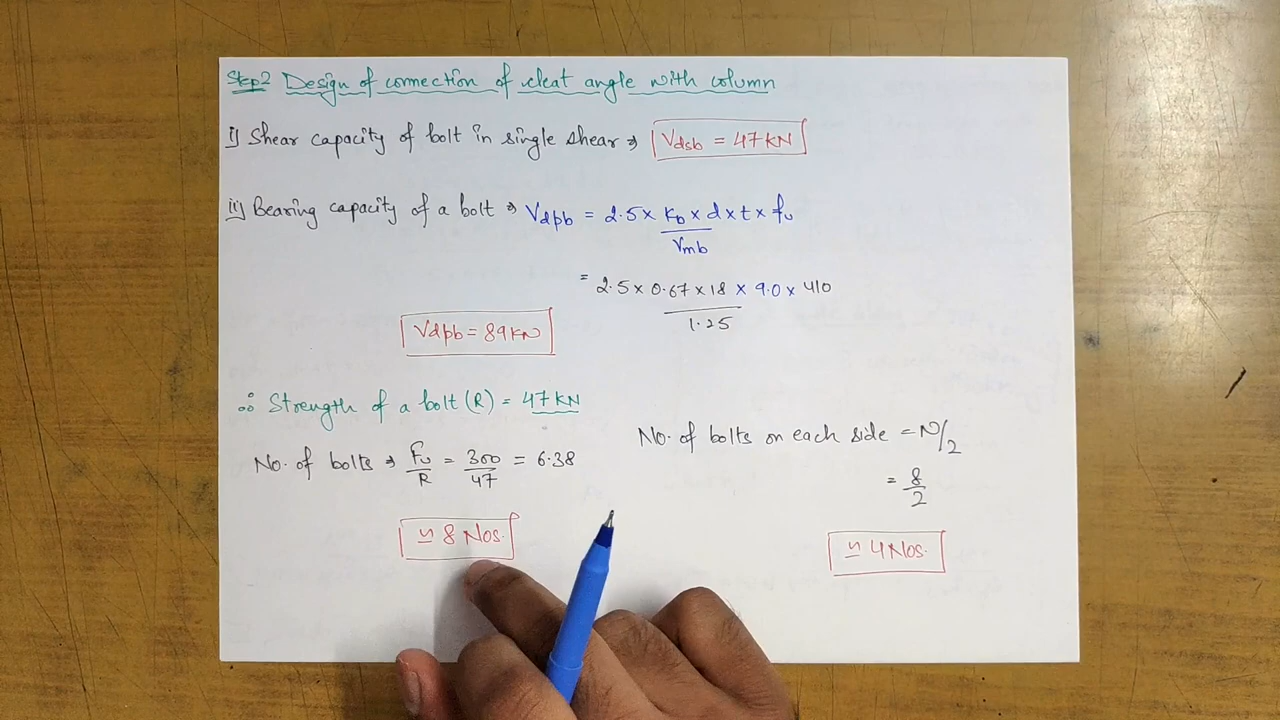 Step2 Design of connection of cleat angle with column
i) Shear capacity of bolt in single shear → Vdsb = 47 KN
ii) Bearing capacity of a bolt → Vdpb = 2.5 × Kb × d × t × fu
γmb
= 2.5 × 0.67 × 18 × 9.0 × 410
1.25
Vdpb = 89 KN
∴ Strength of a bolt (R) = 47 KN
No. of bolts → Fu = 300 = 6.38
R 47
≃ 8 Nos.
No. of bolts on each side = N/2
= 8
2
≃ 4 Nos.